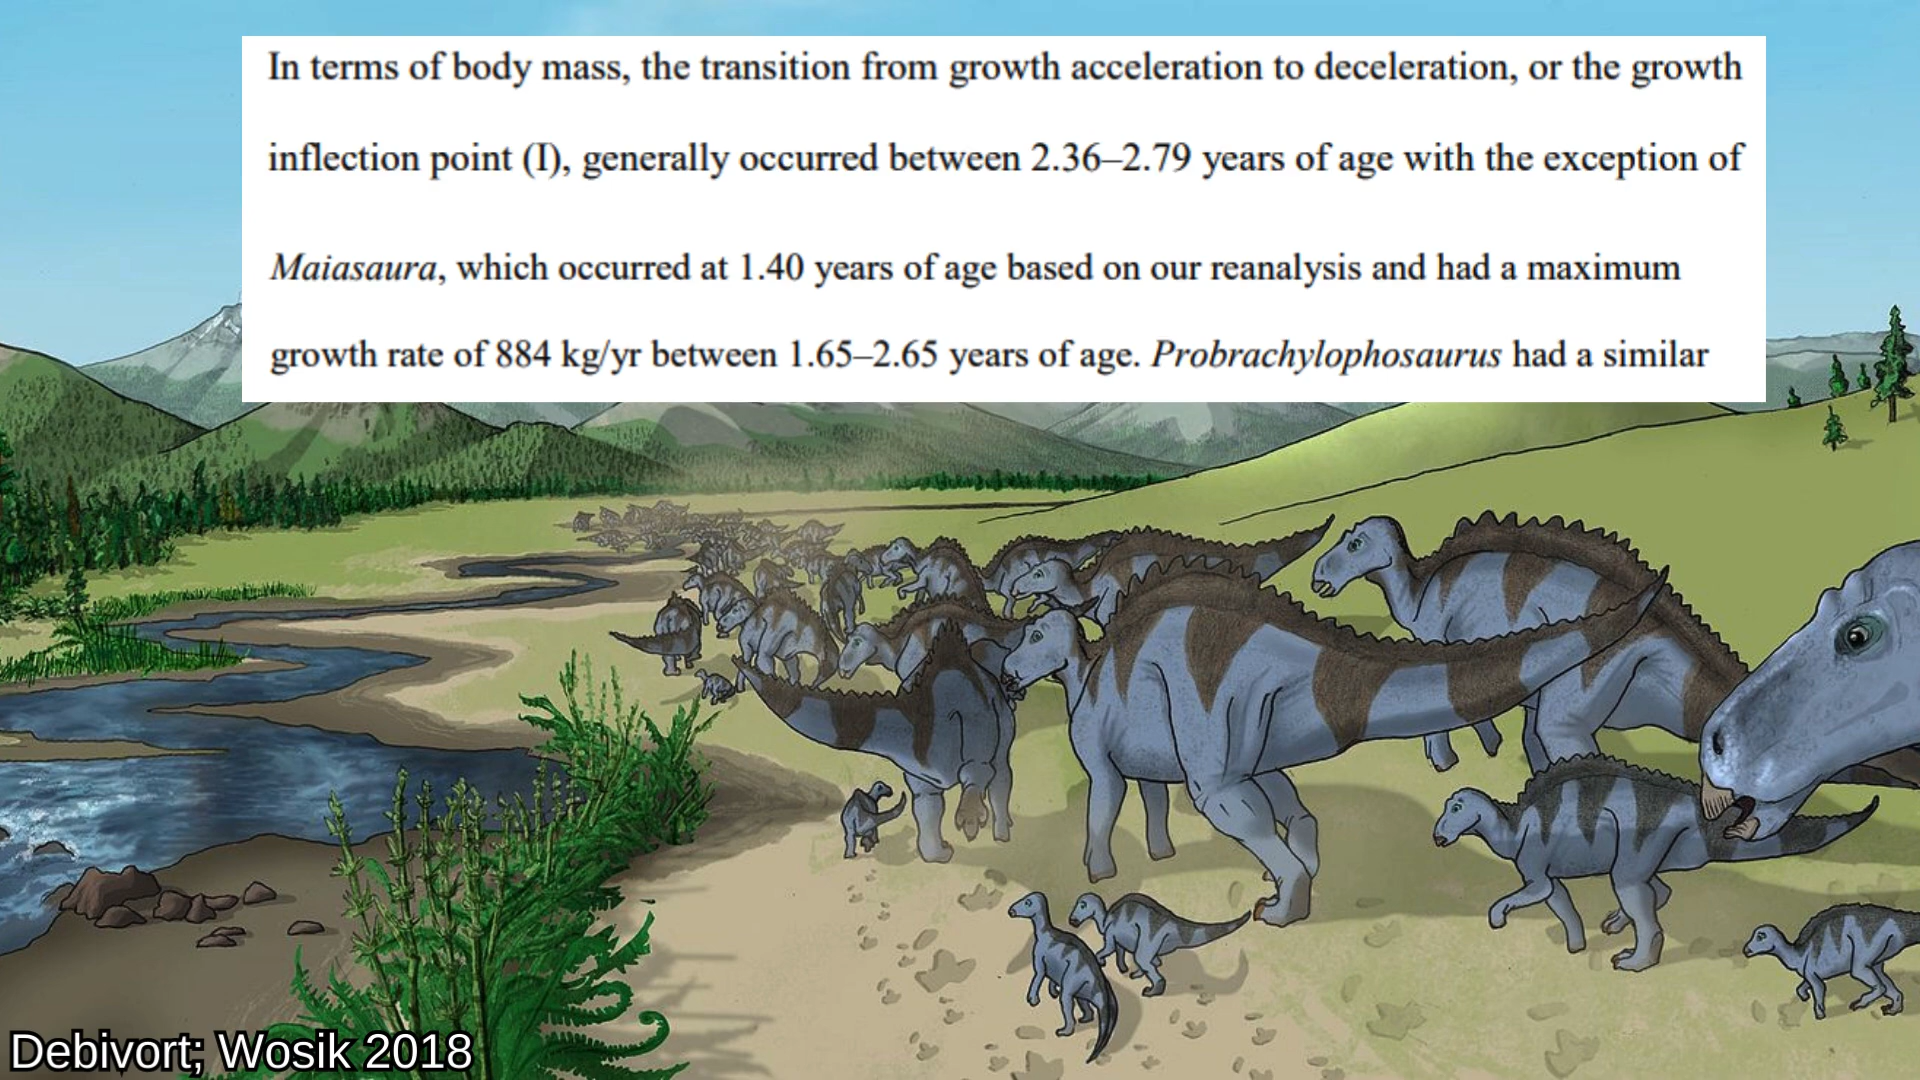 In terms of body mass, the transition from growth acceleration to deceleration, or the growth
inflection point (I), generally occurred between 2.36–2.79 years of age with the exception of
Maiasaura, which occurred at 1.40 years of age based on our reanalysis and had a maximum
growth rate of 884 kg/yr between 1.65–2.65 years of age. Probrachylophosaurus had a similar
Debivort; Wosik 2018